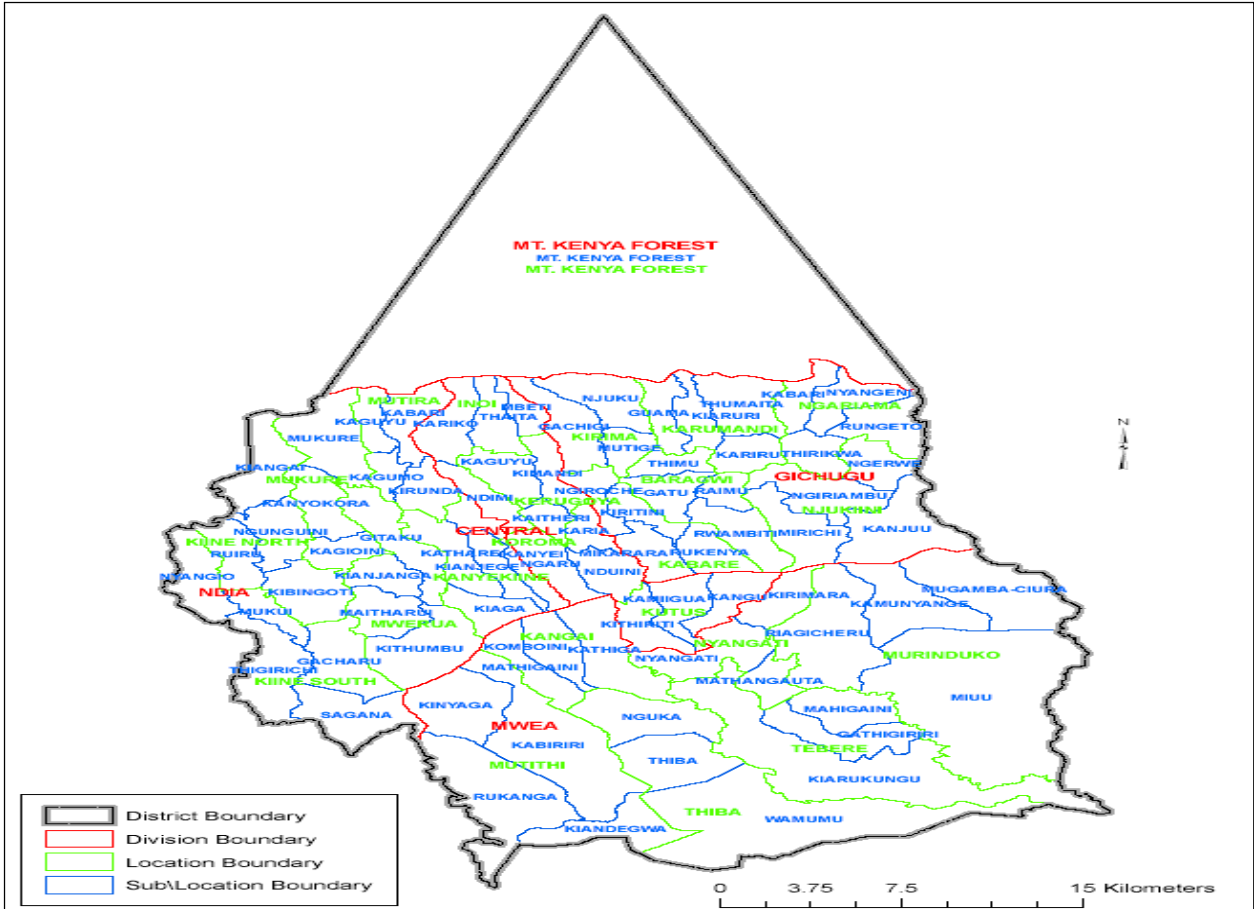 MT. KENYA FOREST
MT. KENYA FOREST
MT. KENYA FOREST
MUTIRA
INOI
MBETI
NJUKU
KABARI
NYANGENI
KABARI
THAITA
GUAMA
THUMAITA
NGARIAMA
KAGUYU
KARIKO
GACHIGI
KIARURI
RUNGETO
MUKURE
KIRIMA
KARUMANDI
MUTIGE
KIANGAI
KAGUYU
THIMU
KARIRU
THIRIKWA
NGERWE
MUKURE
KAGUMO
KIMANDI
BARAGWI
GICHUGU
KIRUNDA
NDIMI
NGIROCHE
GATU
RAIMU
NGIRIAMBU
KANYOKORA
KERUGOYA
KIRITINI
NJUKIINI
KAITHERI
NGUNGUINI
CENTRAL
KARIA
RWAMBITI
MIRICHI
KANJUU
KIINE NORTH
GITAKU
KOROMA
RUIRU
KAGIOINI
KATHARE
KANYEI
MIKARARA
RUKENYA
KIANJEGE
NGARU
KABARE
NYANGIO
KIANJANGA
KANYEKIINE
NDUINI
NDIA
KIBINGOTI
MUGAMBA-CIURA
MUKUI
MAITHARUI
KIAGA
KAMIIGUA
KANGU
KIRIMARA
KAMUNYANGE
MWERUA
KUTUS
KITHIRITI
RIAGICHERU
KITHUMBU
KANGAI
KOMBOINI
KATHIGA
NYANGATI
MURINDUKO
GACHARU
NYANGATI
THIGIRICHI
MATHIGAINI
KIINE SOUTH
MATHANGAUTA
MIUU
KINYAGA
MAHIGAINI
SAGANA
MWEA
NGUKA
GATHIGIRIRI
KABIRIRI
TEBERE
MUTITHI
THIBA
KIARUKUNGU
RUKANGA
THIBA
WAMUMU
KIANDEGWA
N
District Boundary
Division Boundary
Location Boundary
Sub\Location Boundary
0 3.75 7.5 15 Kilometers